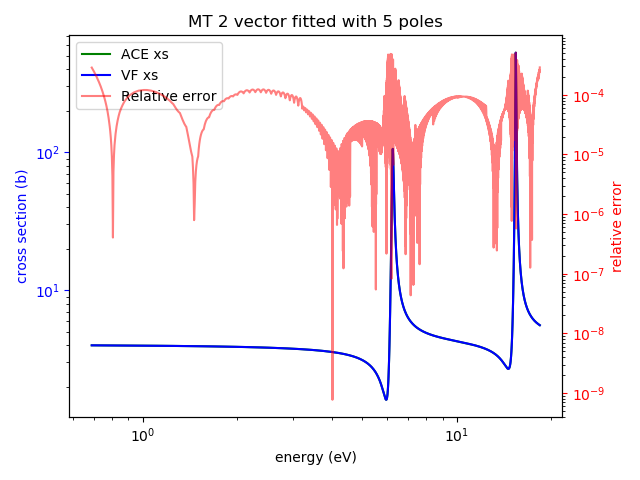 MT 2 vector fitted with 5 poles
ACE xs
VF xs
Relative error
cross section (b)
10²
10¹
10⁻⁴
10⁻⁵
10⁻⁶
10⁻⁷
10⁻⁸
10⁻⁹
relative error
10⁰
10¹
energy (eV)